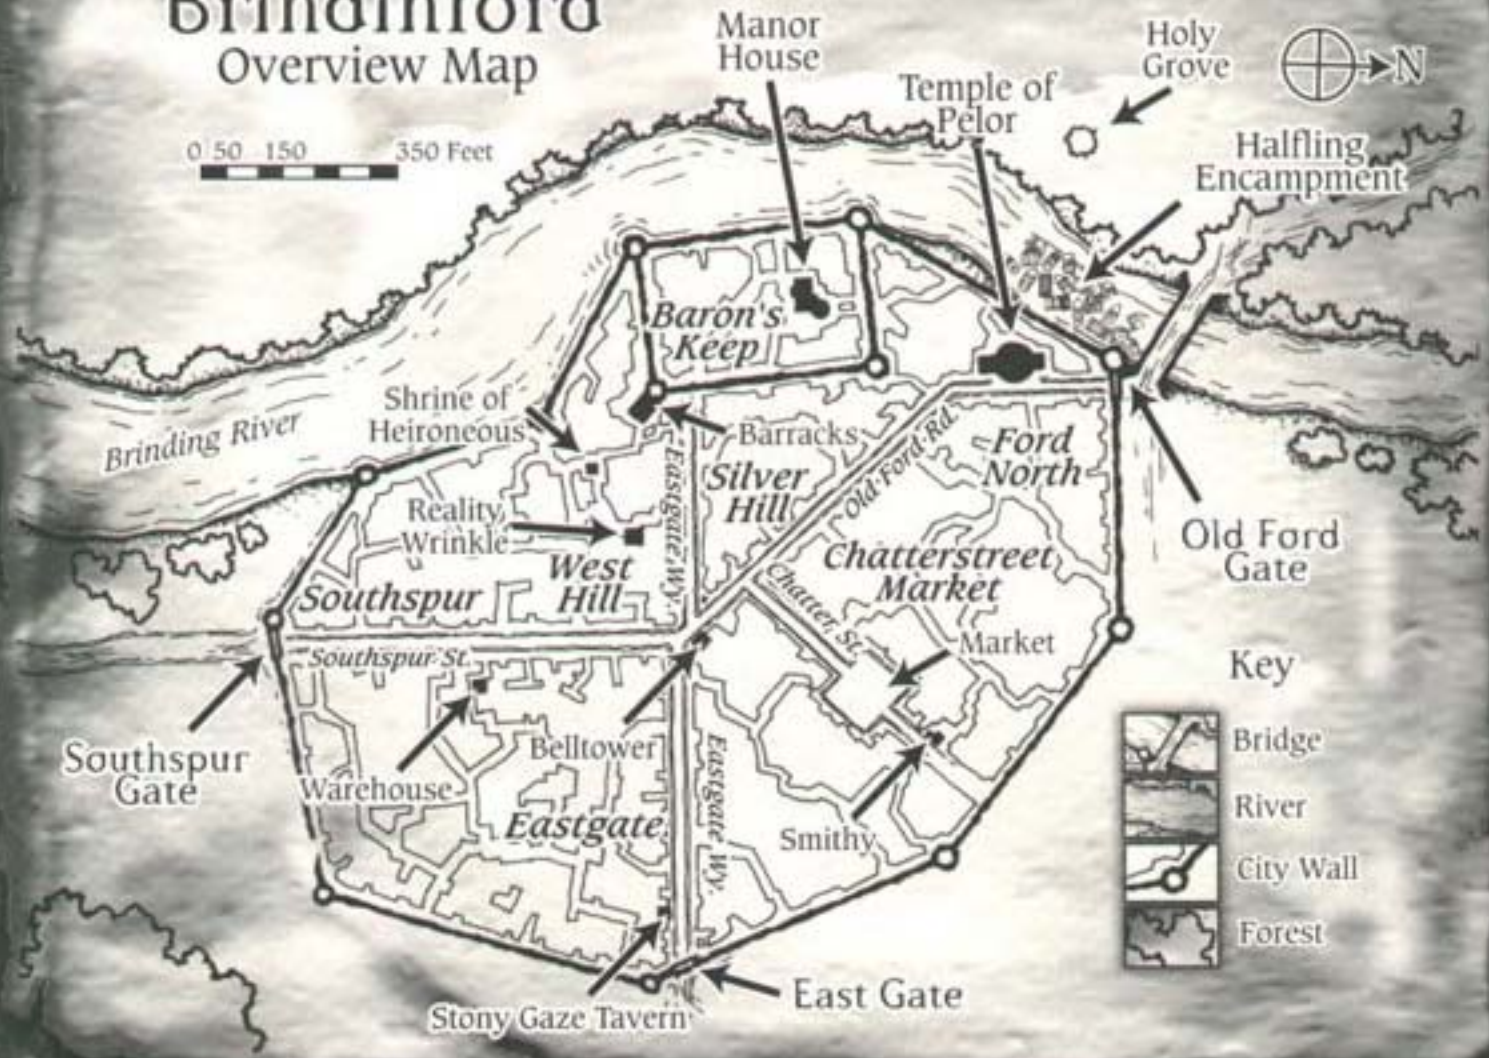 Brindinford
Overview Map
0 50 150 350 Feet
Manor
House
Temple of
Pelor
Holy
Grove
N
Halfling
Encampment
Baron's
Keep
Shrine of
Heironeous
Brinding River
Barracks
Reality
Wrinkle
Eastgate Wy.
Silver
Hill
Old Ford Rd.
Ford
North
Old Ford
Gate
West
Hill
Southspur
Chatterstreet
Market
Chatter St.
Southspur St.
Market
Key
Southspur
Gate
Warehouse
Belltower
Eastgate Wy.
Bridge
Eastgate
Smithy
River
City Wall
Forest
Stony Gaze Tavern
East Gate